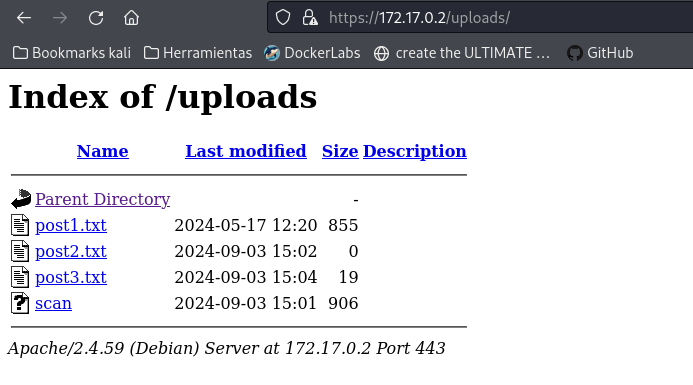 https://172.17.0.2/uploads/
Bookmarks kali Herramientas DockerLabs create the ULTIMATE ... GitHub
Index of /uploads
Name Last modified Size Description
Parent Directory -
post1.txt 2024-05-17 12:20 855
post2.txt 2024-09-03 15:02 0
post3.txt 2024-09-03 15:04 19
scan 2024-09-03 15:01 906
Apache/2.4.59 (Debian) Server at 172.17.0.2 Port 443